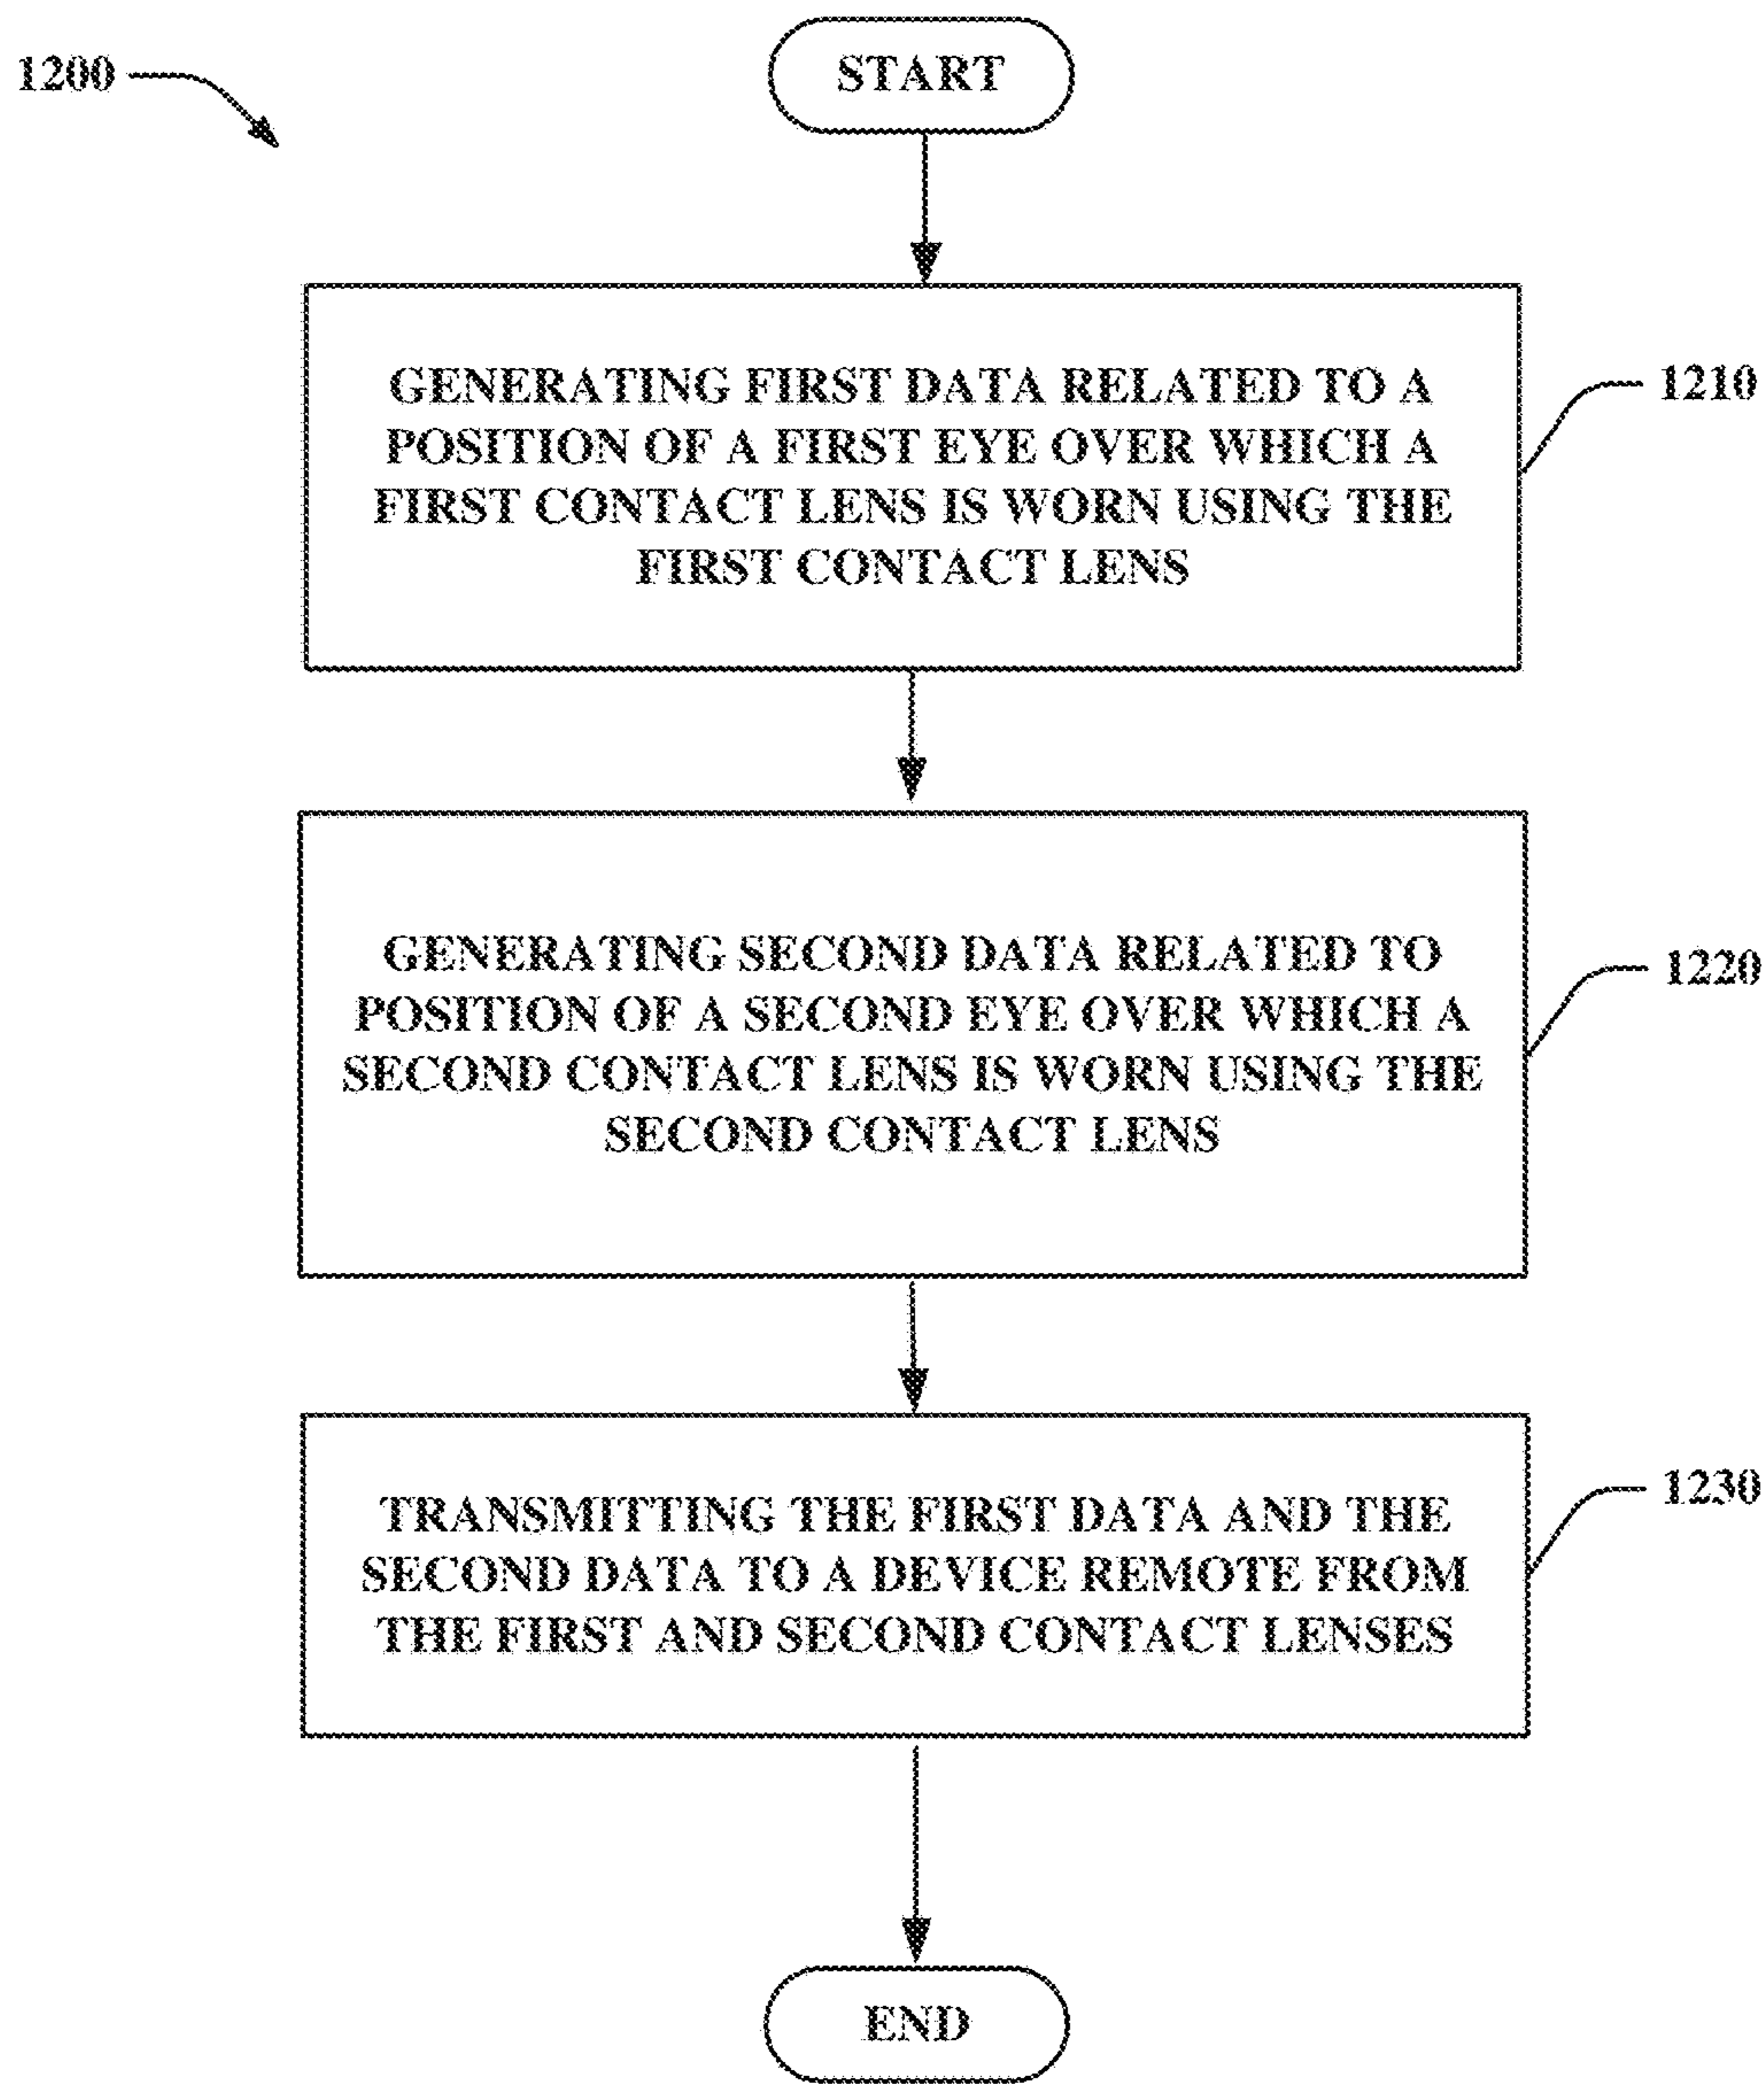 1200
START
GENERATING FIRST DATA RELATED TO A
POSITION OF A FIRST EYE OVER WHICH A
FIRST CONTACT LENS IS WORN USING THE
FIRST CONTACT LENS
1210
GENERATING SECOND DATA RELATED TO
POSITION OF A SECOND EYE OVER WHICH A
SECOND CONTACT LENS IS WORN USING THE
SECOND CONTACT LENS
1220
TRANSMITTING THE FIRST DATA AND THE
SECOND DATA TO A DEVICE REMOTE FROM
THE FIRST AND SECOND CONTACT LENSES
1230
END